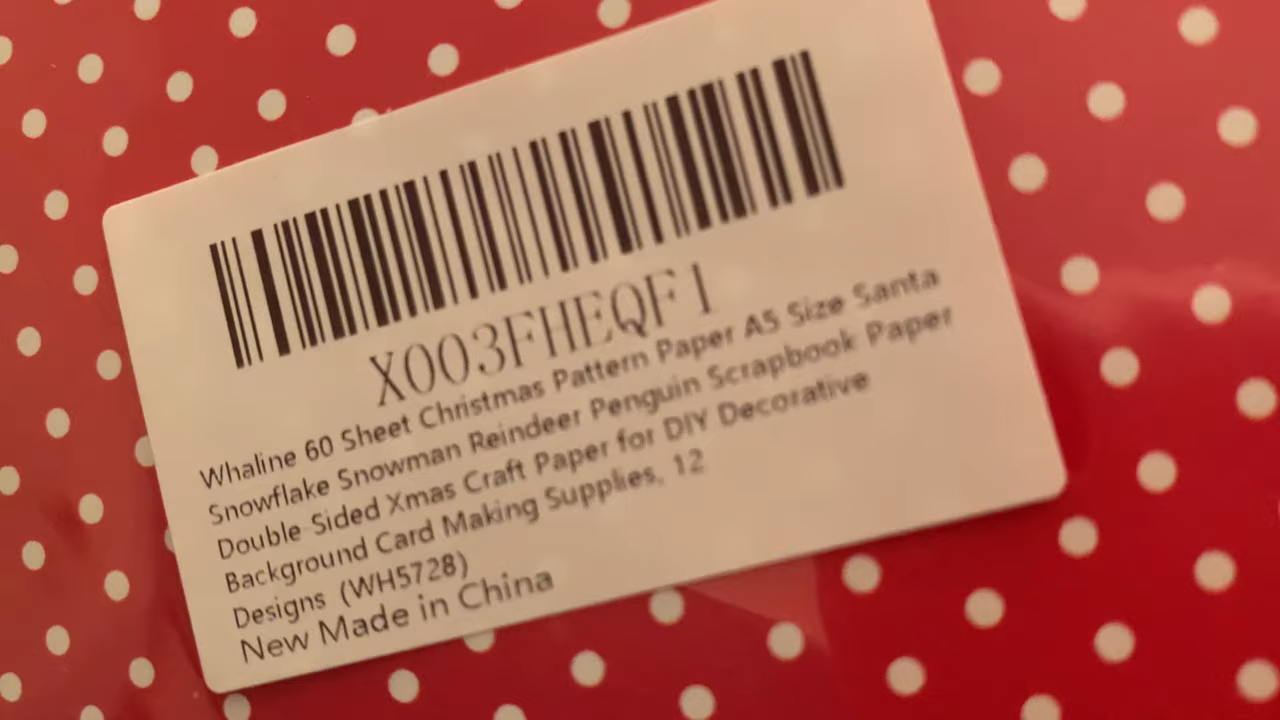 X003FHEQF1
Whaline 60 Sheet Christmas Pattern Paper A5 Size Santa
Snowflake Snowman Reindeer Penguin Scrapbook Paper
Double-Sided Xmas Craft Paper for DIY Decorative
Background Card Making Supplies, 12
Designs (WH5728)
New Made in China